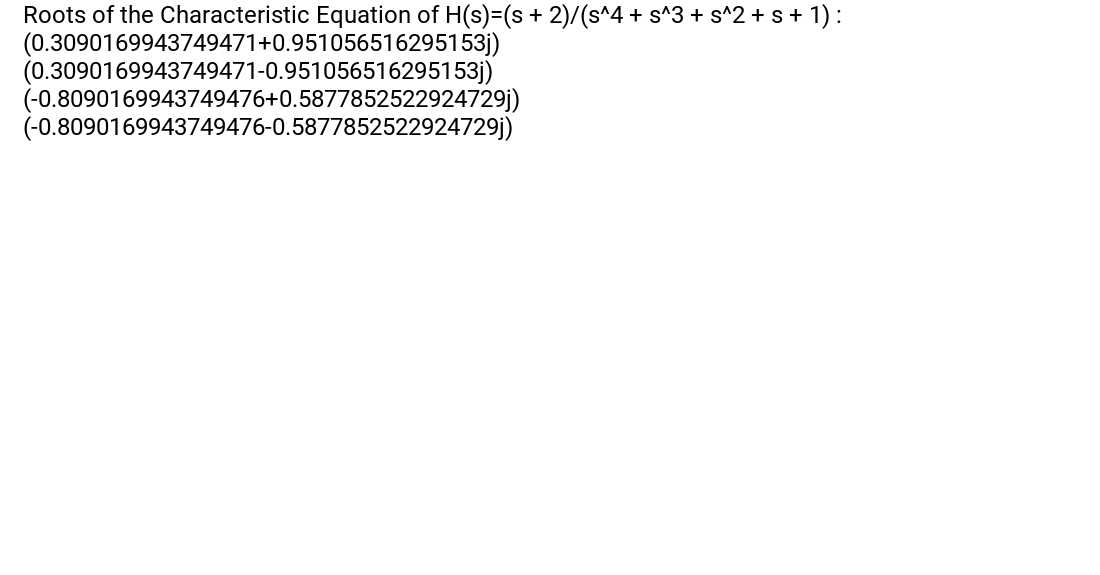 Roots of the Characteristic Equation of H(s)=(s + 2)/(s^4 + s^3 + s^2 + s + 1) :
(0.3090169943749471+0.951056516295153j)
(0.3090169943749471-0.951056516295153j)
(-0.8090169943749476+0.5877852522924729j)
(-0.8090169943749476-0.5877852522924729j)